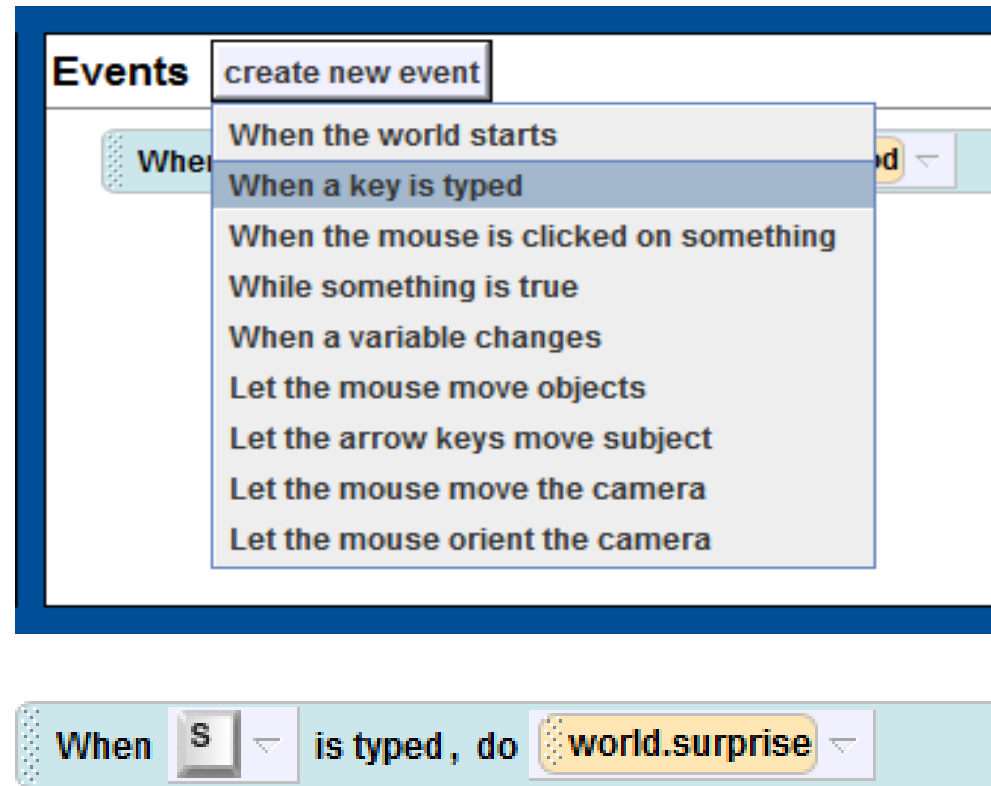 Events create new event
When the world starts
When a key is typed
When the mouse is clicked on something
While something is true
When a variable changes
Let the mouse move objects
Let the arrow keys move subject
Let the mouse move the camera
Let the mouse orient the camera
When S is typed , do world.surprise